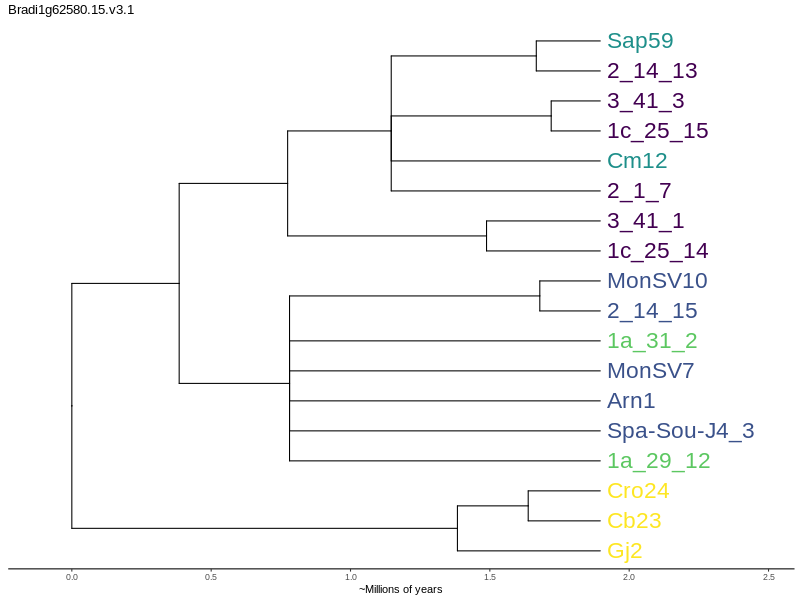 Bradi1g62580.15.v3.1
Sap59
2_14_13
3_41_3
1c_25_15
Cm12
2_1_7
3_41_1
1c_25_14
MonSV10
2_14_15
1a_31_2
MonSV7
Arn1
Spa-Sou-J4_3
1a_29_12
Cro24
Cb23
Gj2
0.0 0.5 1.0 1.5 2.0 2.5
~Millions of years